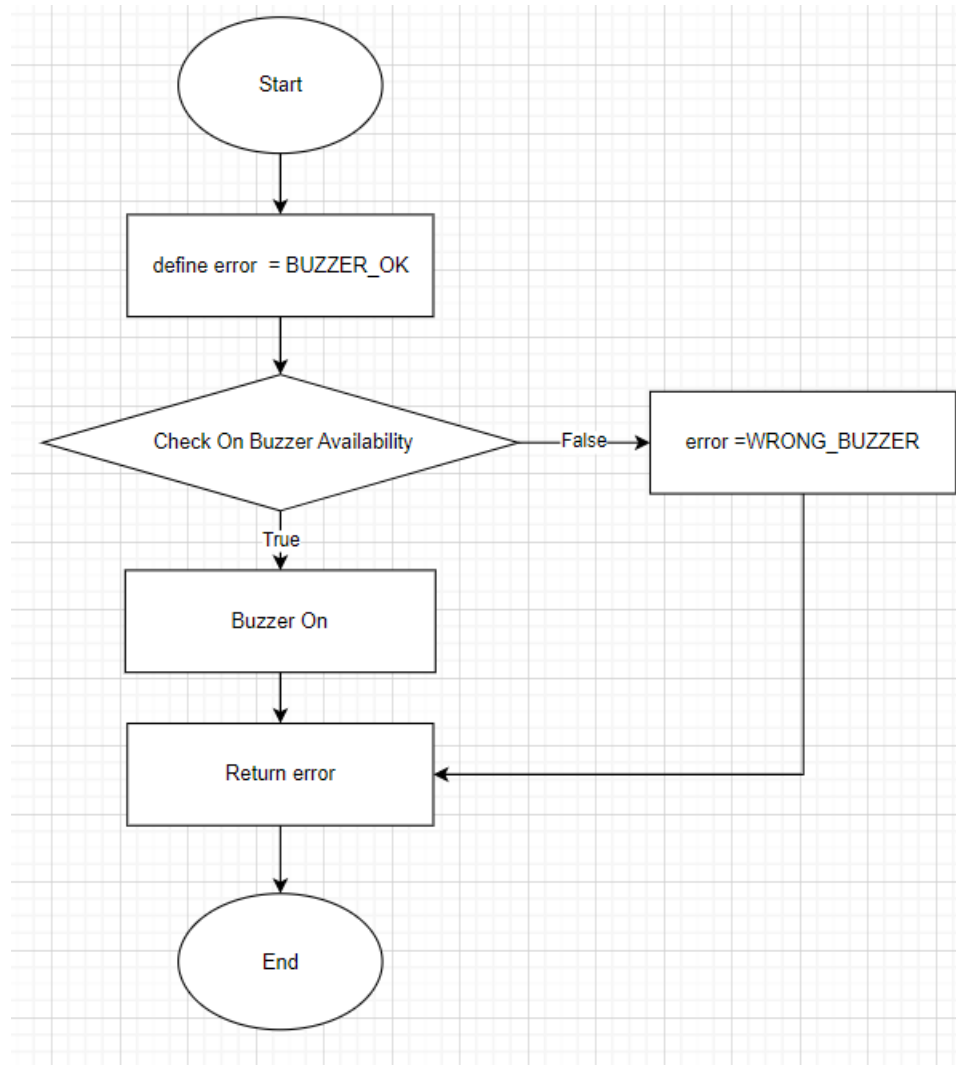 Start
define error  = BUZZER_OK
Check On Buzzer Availability
False
error =WRONG_BUZZER
True
Buzzer On
Return error
End